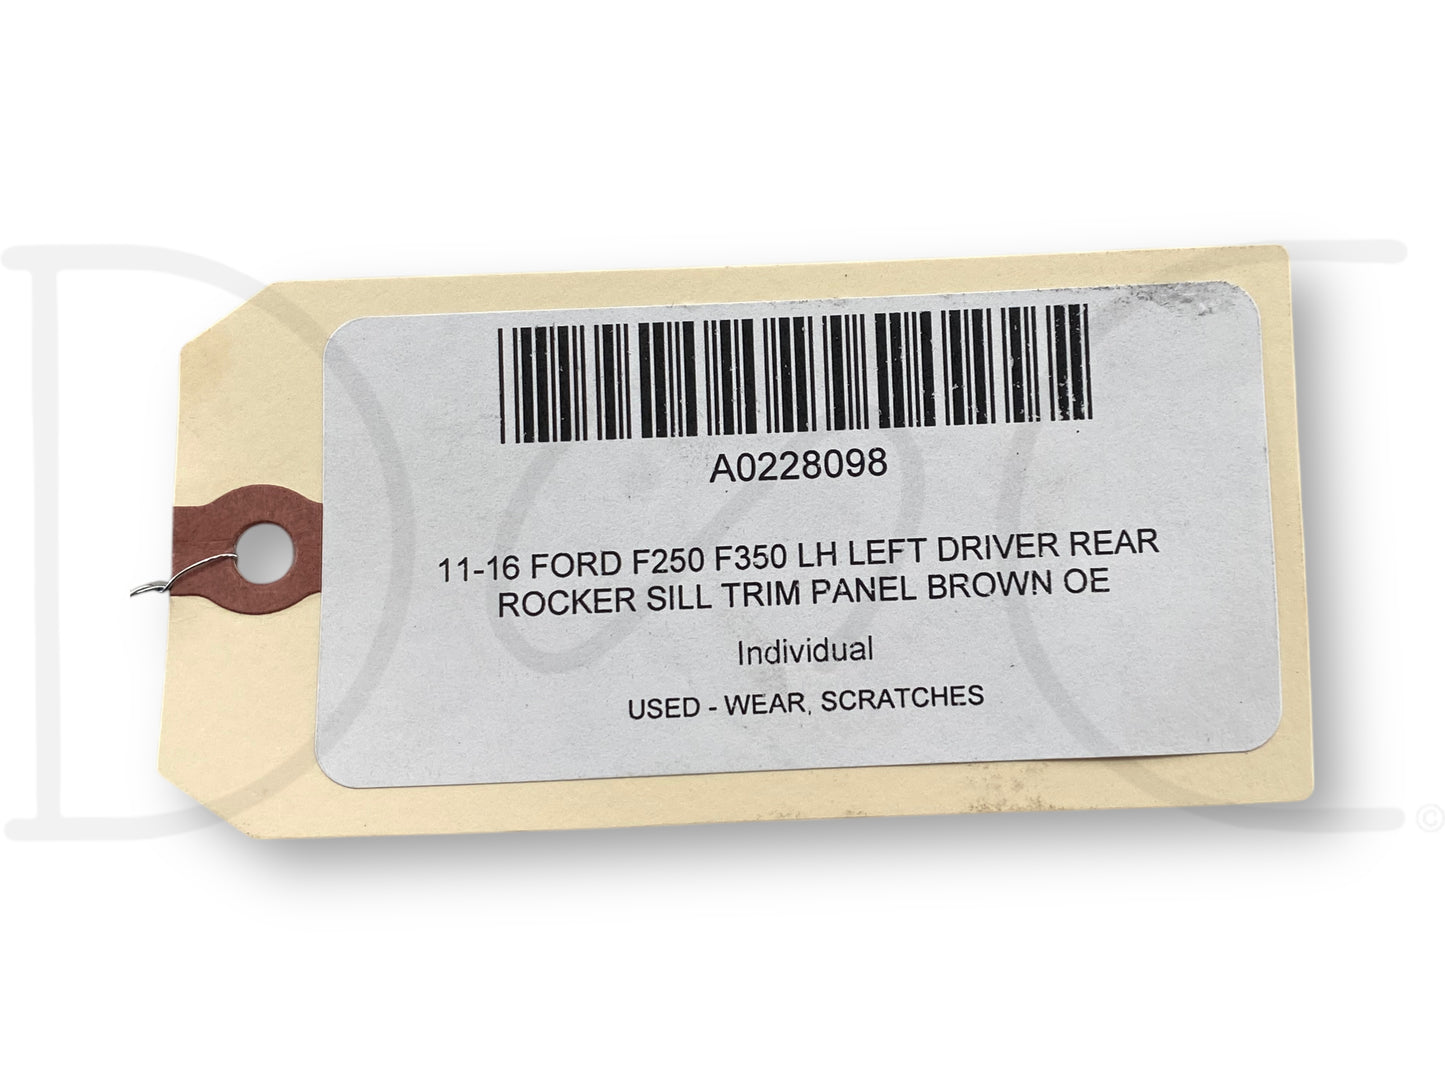 A0228098
11-16 FORD F250 F350 LH LEFT DRIVER REAR
ROCKER SILL TRIM PANEL BROWN OE
Individual
USED - WEAR, SCRATCHES
©